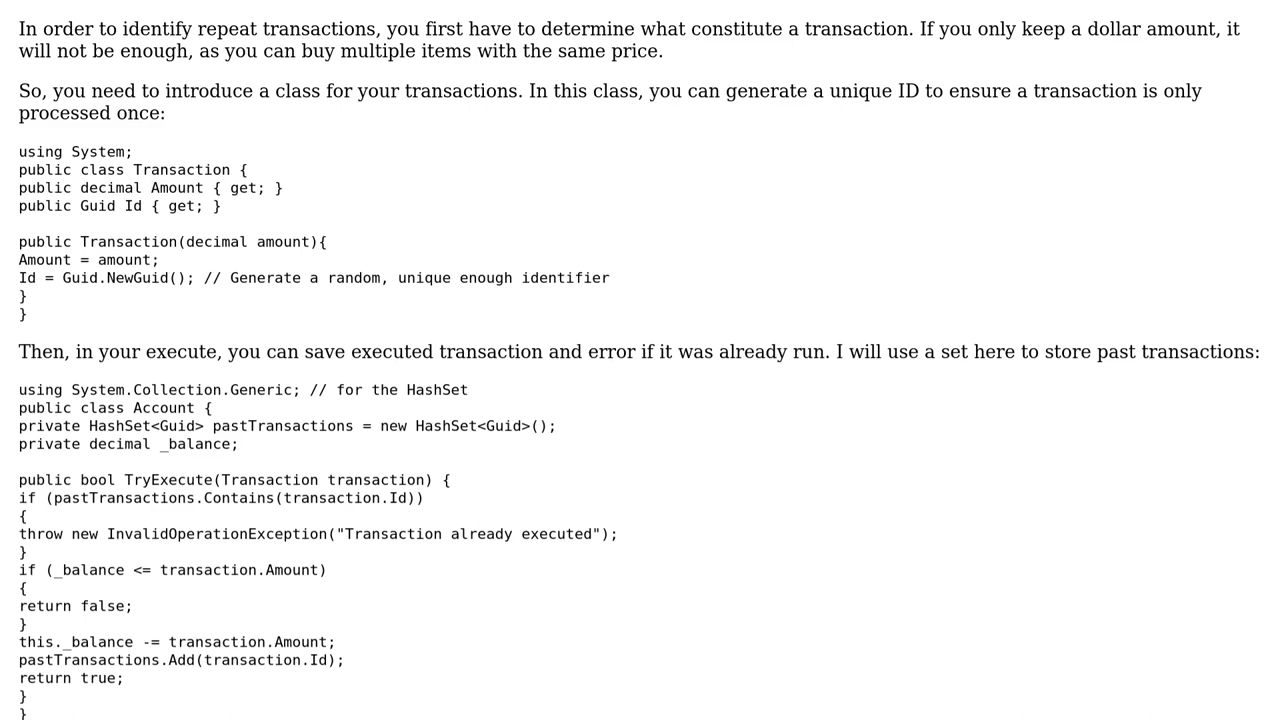 In order to identify repeat transactions, you first have to determine what constitute a transaction. If you only keep a dollar amount, it
will not be enough, as you can buy multiple items with the same price.
So, you need to introduce a class for your transactions. In this class, you can generate a unique ID to ensure a transaction is only
processed once:
using System;
public class Transaction {
public decimal Amount { get; }
public Guid Id { get; }
public Transaction(decimal amount){
Amount = amount;
Id = Guid.NewGuid(); // Generate a random, unique enough identifier
}
}
Then, in your execute, you can save executed transaction and error if it was already run. I will use a set here to store past transactions:
using System.Collection.Generic; // for the HashSet
public class Account {
private HashSet<Guid> pastTransactions = new HashSet<Guid>();
private decimal _balance;
public bool TryExecute(Transaction transaction) {
if (pastTransactions.Contains(transaction.Id))
{
throw new InvalidOperationException("Transaction already executed");
}
if (_balance <= transaction.Amount)
{
return false;
}
this._balance -= transaction.Amount;
pastTransactions.Add(transaction.Id);
return true;
}
}